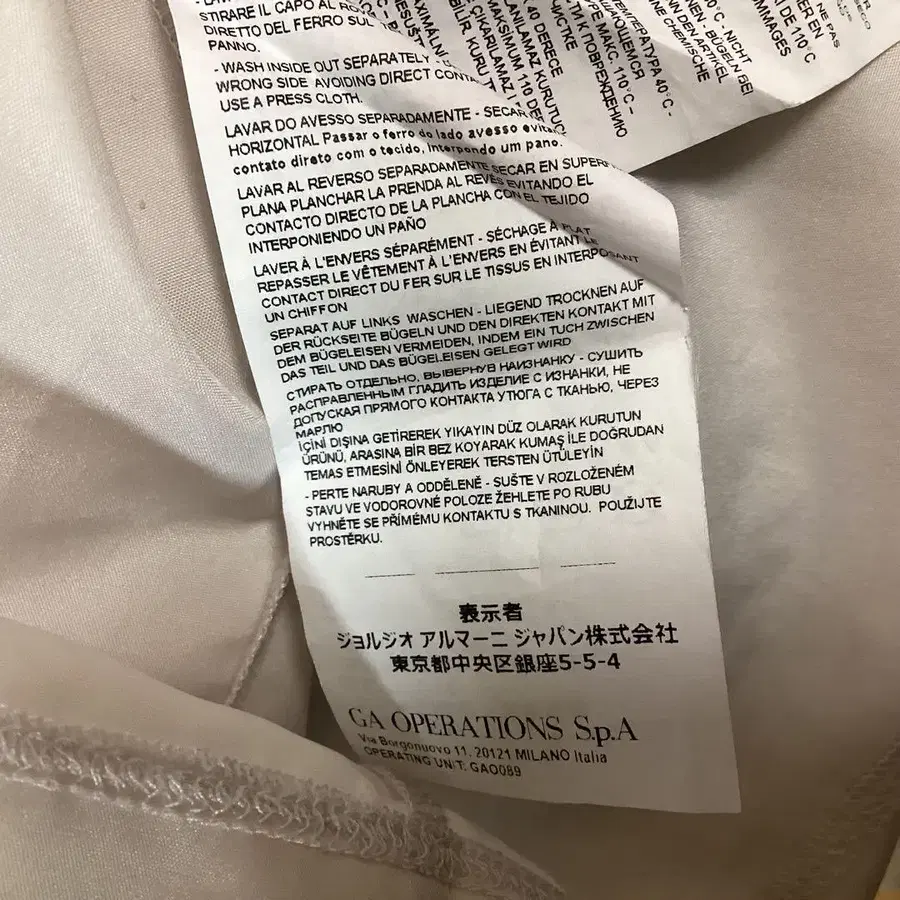 STIRARE IL CAPO AL RO
DIRETTO DEL FERRO SUL
PANNO.
- WASH INSIDE OUT SEPARATELY -
WRONG SIDE AVOIDING DIRECT CONTA
USE A PRESS CLOTH.
LAVAR DO AVESSO SEPARADAMENTE - SECAR
HORIZONTAL Passar o ferro do lado avesso evitar
contato direto com o tecido, interpondo um pano.
LAVAR AL REVERSO SEPARADAMENTE SECAR EN SUPERF
PLANA PLANCHAR LA PRENDA AL REVÉS EVITANDO EL
CONTACTO DIRECTO DE LA PLANCHA CON EL TEJIDO
INTERPONIENDO UN PAÑO
LAVER À L'ENVERS SÉPARÉMENT - SÉCHAGE À PLAT
REPASSER LE VÊTEMENT À L'ENVERS EN ÉVITANT LE
CONTACT DIRECT DU FER SUR LE TISSUS EN INTERPOSANT
UN CHIFFON
SEPARAT AUF LINKS WASCHEN - LIEGEND TROCKNEN AUF
DER RÜCKSEITE BÜGELN UND DEN DIREKTEN KONTAKT MIT
DEM BÜGELEISEN VERMEIDEN, INDEM EIN TUCH ZWISCHEN
DAS TEIL UND DAS BÜGELEISEN GELEGT WIRD
СТИРАТЬ ОТДЕЛЬНО, ВЫВЕРНУВ НАИЗНАНКУ - СУШИТЬ
РАСПРАВЛЕННЫМ ГЛАДИТЬ ИЗДЕЛИЕ С ИЗНАНКИ, НЕ
ДОПУСКАЯ ПРЯМОГО КОНТАКТА УТЮГА С ТКАНЬЮ, ЧЕРЕЗ
МАРЛЮ
İÇİNİ DIŞINA GETİREREK YIKAYIN DÜZ OLARAK KURUTUN
ÜRÜNÜ, ARASINA BİR BEZ KOYARAK KUMAŞ İLE DOĞRUDAN
TEMAS ETMESİNİ ÖNLEYEREK TERSTEN ÜTÜLEYİN
- PERTE NARUBY A ODDĚLENĚ - SUŠTE V ROZLOŽENÉM
STAVU VE VODOROVNÉ POLOZE ŽEHLETE PO RUBU
VYHNĚTE SE PŘÍMÉMU KONTAKTU S TKANINOU. POUŽIJTE
PROSTĚRKU.
表示者
ジョルジオ アルマーニ ジャパン株式会社
東京都中央区銀座5-5-4
GA OPERATIONS S.p.A
Via Borgonuovo 11, 20121 MILANO Italia
OPERATING UNIT: GAO089